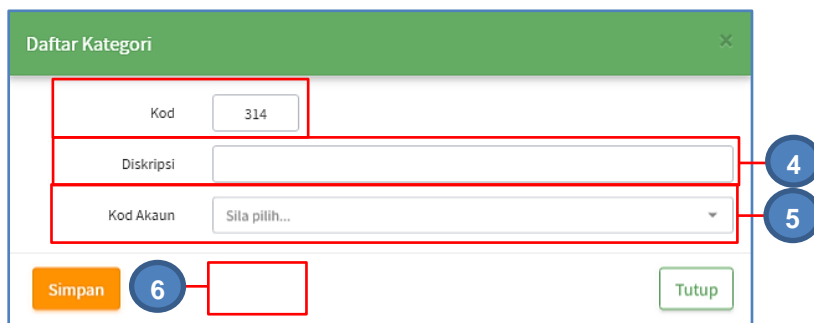 Daftar Kategori ×
Kod 314
Diskripsi 4
Kod Akaun Sila pilih... 5
Simpan 6 Tutup